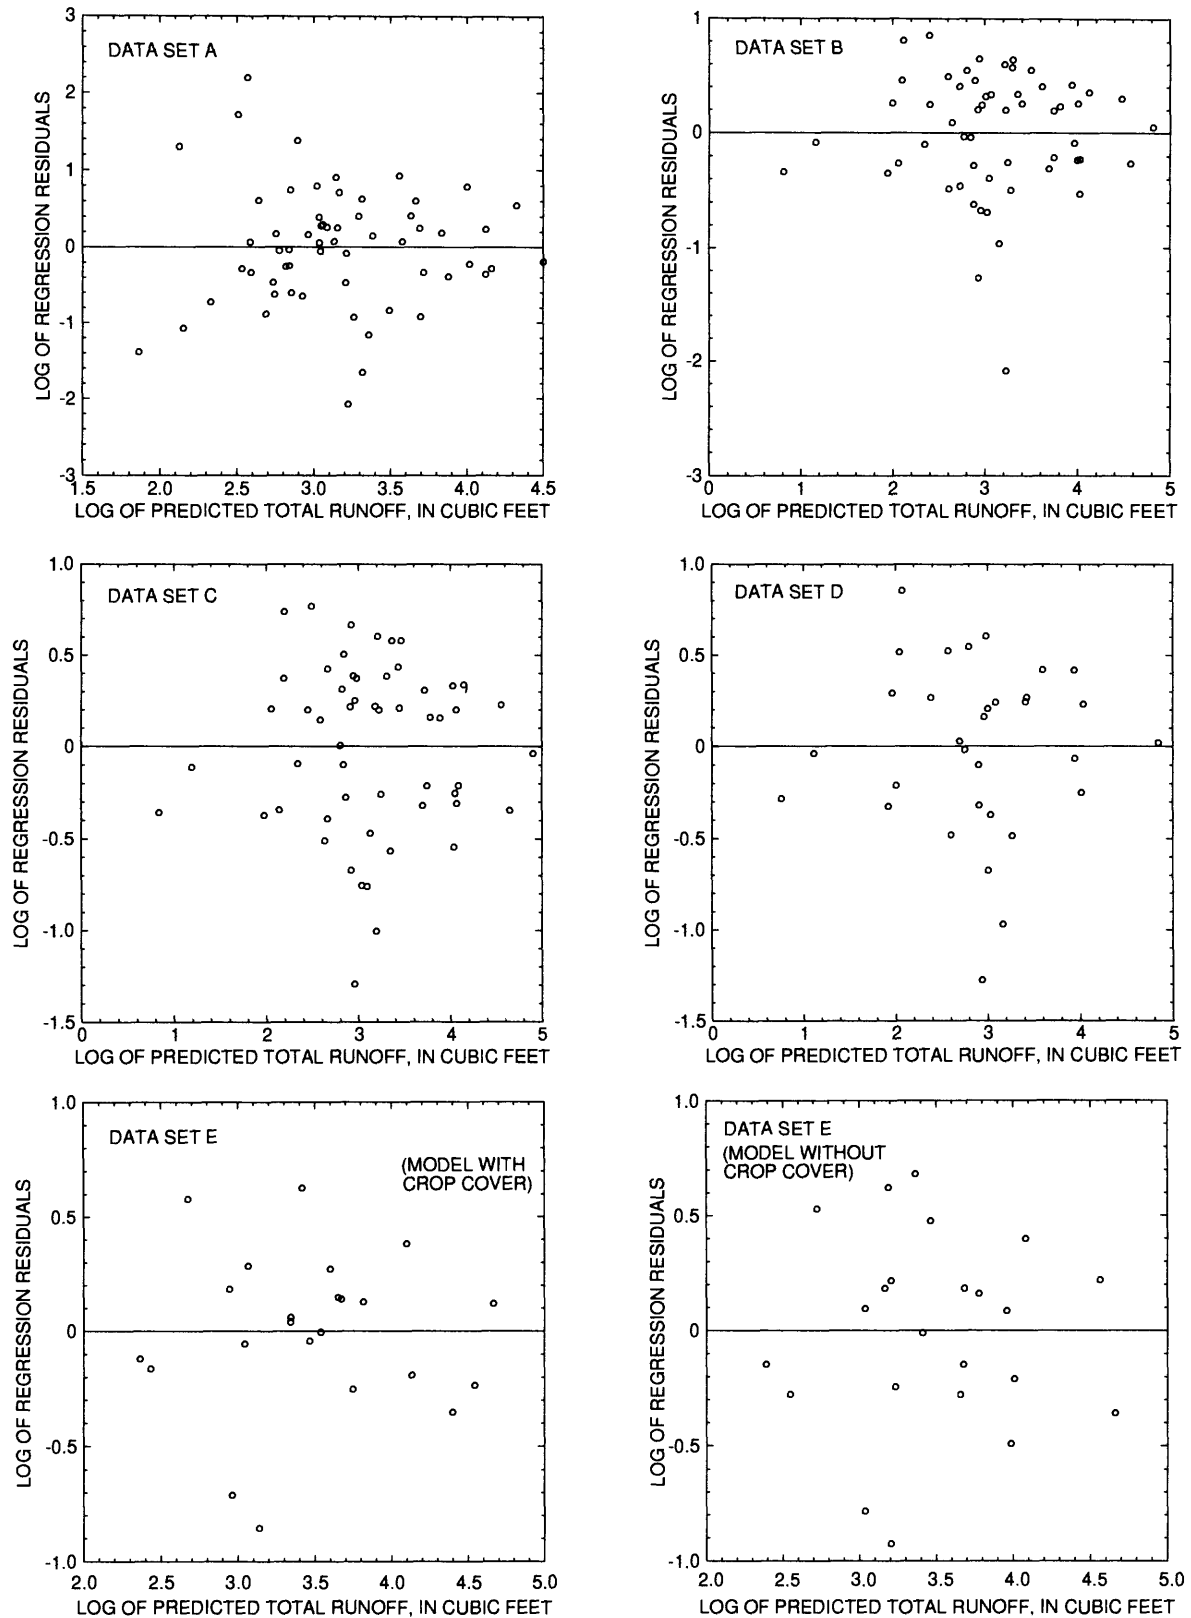 DATA SET A
LOG OF REGRESSION RESIDUALS
3
2
1
0
-1
-2
-3
1.5 2.0 2.5 3.0 3.5 4.0 4.5
LOG OF PREDICTED TOTAL RUNOFF, IN CUBIC FEET
DATA SET B
LOG OF REGRESSION RESIDUALS
1
0
-1
-2
-3
0 1 2 3 4 5
LOG OF PREDICTED TOTAL RUNOFF, IN CUBIC FEET
DATA SET C
LOG OF REGRESSION RESIDUALS
1.0
0.5
0
-0.5
-1.0
-1.5
0 1 2 3 4 5
LOG OF PREDICTED TOTAL RUNOFF, IN CUBIC FEET
DATA SET D
LOG OF REGRESSION RESIDUALS
1.0
0.5
0
-0.5
-1.0
-1.5
0 1 2 3 4 5
LOG OF PREDICTED TOTAL RUNOFF, IN CUBIC FEET
DATA SET E
(MODEL WITH
CROP COVER)
LOG OF REGRESSION RESIDUALS
1.0
0.5
0
-0.5
-1.0
2.0 2.5 3.0 3.5 4.0 4.5 5.0
LOG OF PREDICTED TOTAL RUNOFF, IN CUBIC FEET
DATA SET E
(MODEL WITHOUT
CROP COVER)
LOG OF REGRESSION RESIDUALS
1.0
0.5
0
-0.5
-1.0
2.0 2.5 3.0 3.5 4.0 4.5 5.0
LOG OF PREDICTED TOTAL RUNOFF, IN CUBIC FEET